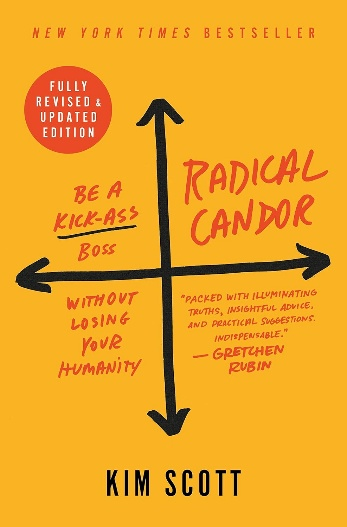 NEW YORK TIMES BESTSELLER
FULLY
REVISED &
UPDATED
EDITION
BE A
KICK-ASS
BOSS
RADICAL
CANDOR
WITHOUT
LOSING
YOUR
HUMANITY
"PACKED WITH ILLUMINATING
TRUTHS, INSIGHTFUL ADVICE,
AND PRACTICAL SUGGESTIONS.
INDISPENSABLE."
— GRETCHEN
RUBIN
KIM SCOTT